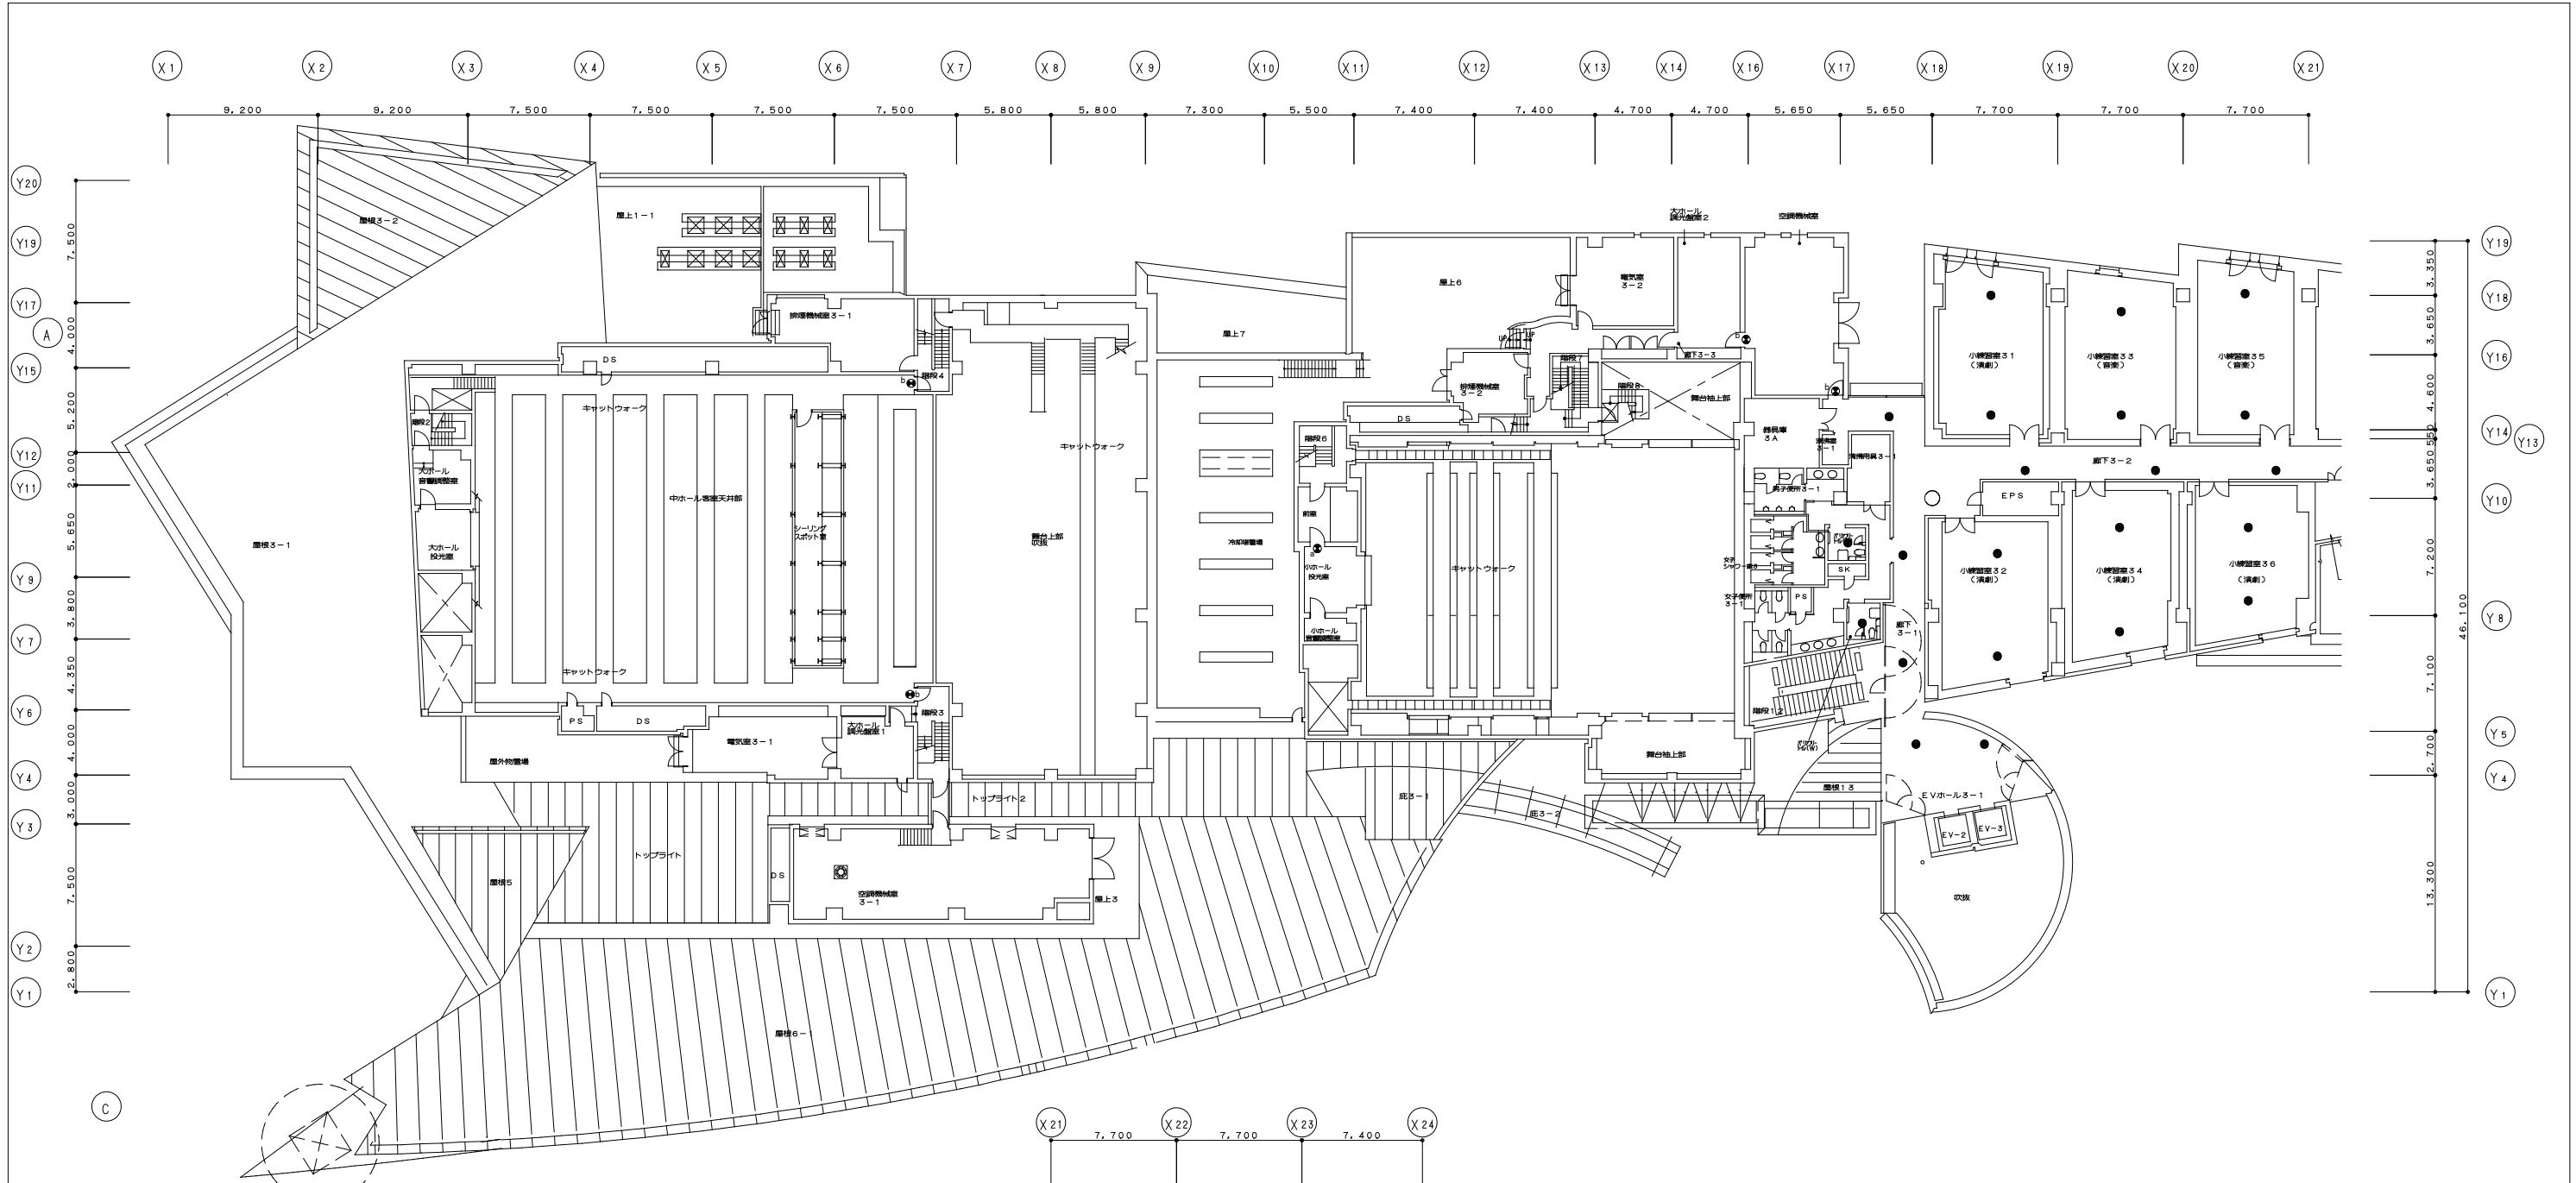 X1 X2 X3 X4 X5 X6 X7 X8 X9 X10 X11 X12 X13 X14 X16 X17 X18 X19 X20 X21
9,200 9,200 7,500 7,500 7,500 7,500 5,800 5,800 7,300 5,500 7,400 7,400 4,700 4,700 5,650 5,650 7,700 7,700 7,700
Y20
Y19
Y17
A
Y15
Y12
Y11
Y9
Y7
Y6
Y4
Y3
Y2
Y1
C
7,500
4,000
5,200
2,000
5,650
3,800
4,350
4,000
3,000
7,500
2,800
屋根3-2
屋上1-1
排煙機械室3-1
DS
階段4
b
キャットウォーク
階段2
大ホール
音響調整室
大ホール
投光室
中ホール客室天井部
シーリング
スポット室
屋根3-1
キャットウォーク
b
PS
DS
階段3
大ホール
調光盤室1
電気室3-1
屋外物置場
キャットウォーク
舞台上部
吹抜
トップライト2
トップライト
屋根5
DS
空調機械室
3-1
屋上3
屋根6-1
屋上7
冷却塔置場
屋上6
電気室
3-2
大ホール
調光盤室2
空調機械室
UP
UP
階段7
廊下3-3
b
排煙機械室
3-2
階段8
舞台袖上部
DS
階段6
前室
a
小ホール
投光室
小ホール
音響調整室
キャットウォーク
舞台袖上部
庇3-1
庇3-2
屋根13
b
器具庫
3A
湯沸室
3-1
清掃用具3-1
男子便所3-1
女子
シャワー室3
SK
女子便所
3-1
PS
階段12
廊下
3-1
小練習室31
(演劇)
小練習室33
(音楽)
小練習室35
(音楽)
廊下3-2
EPS
小練習室32
(演劇)
小練習室34
(演劇)
小練習室36
(演劇)
EVホール3-1
EV-2
EV-3
吹抜
Y19
Y18
Y16
Y14
Y13
Y10
Y8
Y5
Y4
Y1
3,350
3,650
4,600
550
3,650
7,200
7,100
2,700
13,300
46,100
X21 X22 X23 X24
7,700 7,700 7,400